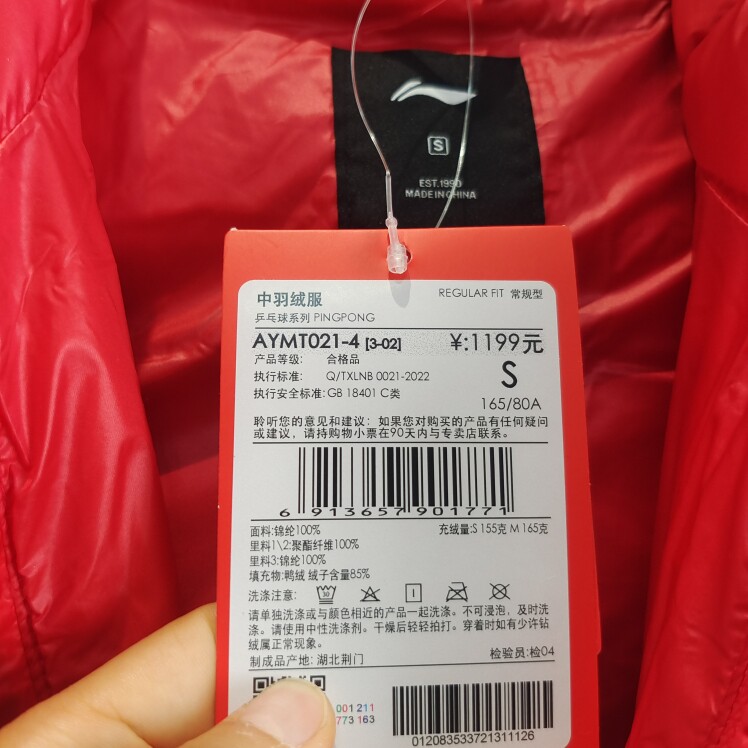 S
EST.1990
MADE IN CHINA
中羽绒服
REGULAR FIT 常规型
乒乓球系列 PINGPONG
AYMT021-4 [3-02]
¥:1199元
产品等级: 合格品
执行标准: Q/TXLNB 0021-2022
S
执行安全标准: GB 18401 C类
165/80A
聆听您的意见和建议：如果您对购买的产品有任何疑问
或建议，请持购物小票在90天内与专卖店联系。
6 913657 901771
面料:锦纶100%
充绒量:S 155克 M 165克
里料1\2:聚酯纤维100%
里料3:锦纶100%
填充物:鸭绒 绒子含量85%
洗涤注意:
30
请单独洗涤或与颜色相近的产品一起洗涤。不可浸泡，及时洗
涤。请使用中性洗涤剂。干燥后轻轻拍打。穿着时如有少许钻
绒属正常现象。
制成品产地: 湖北荆门
检验员:检04
001 211
773 163
012083533721311126